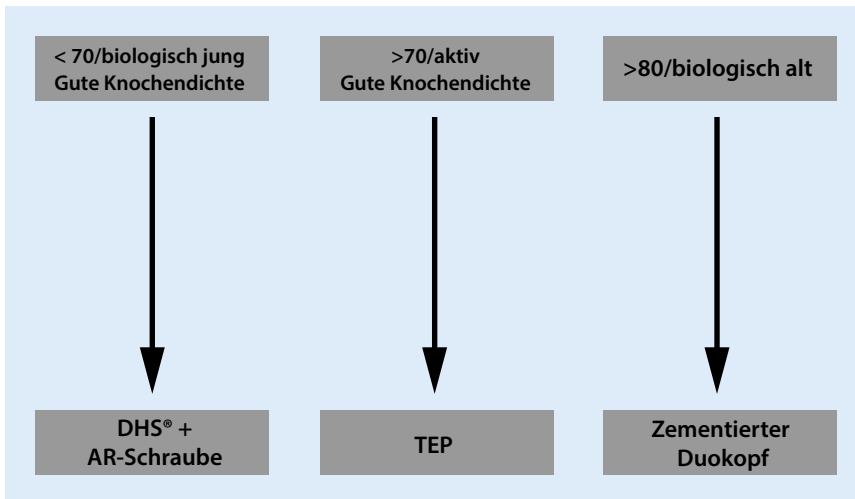 < 70/biologisch jung
Gute Knochendichte
>70/aktiv
Gute Knochendichte
>80/biologisch alt
DHS® +
AR-Schraube
TEP
Zementierter
Duokopf